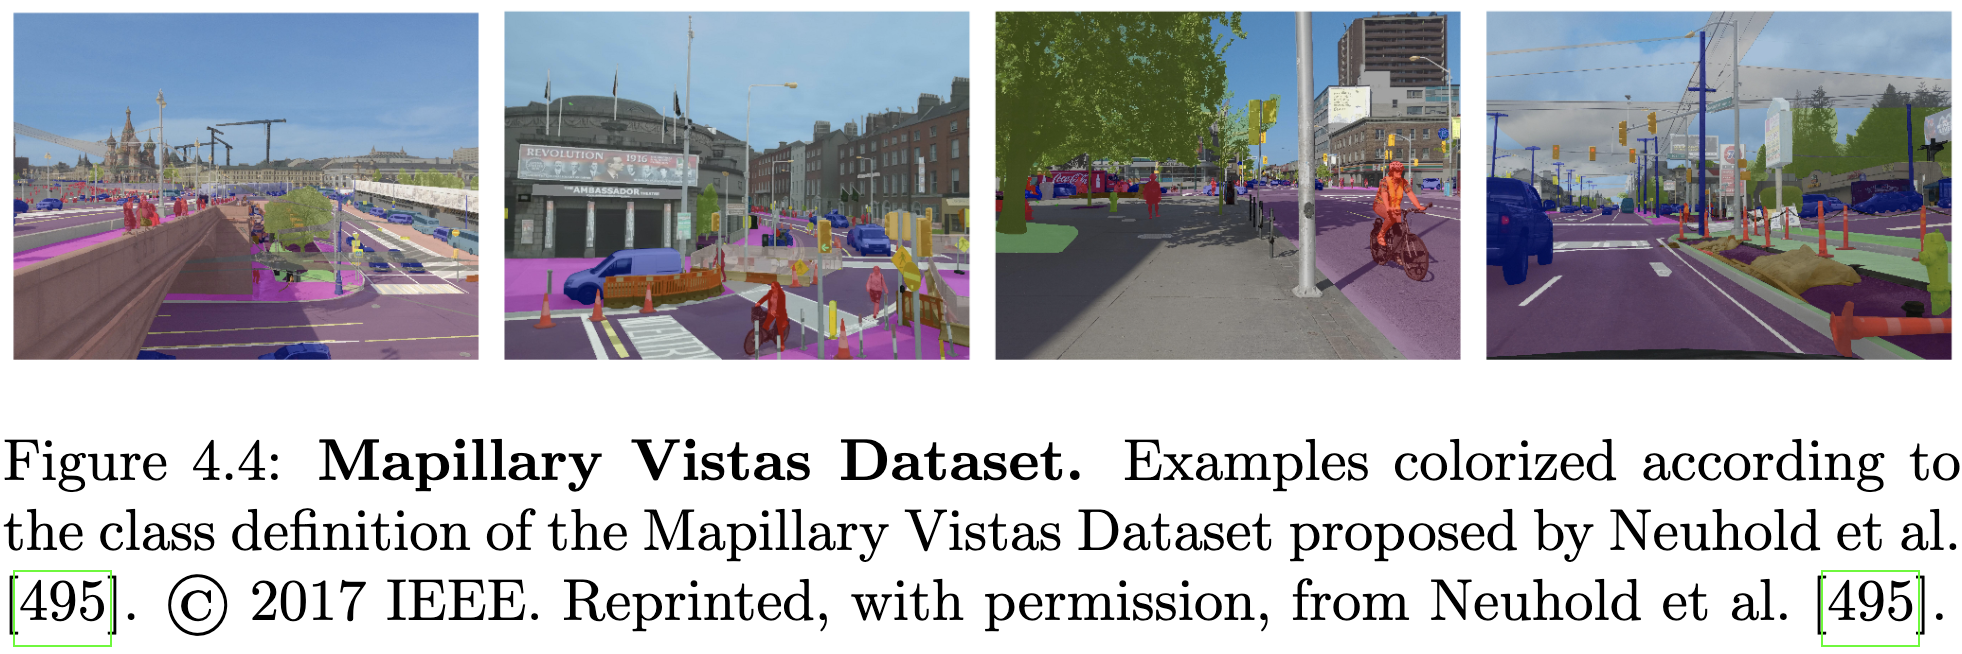 REVOLUTION 1916
THE AMBASSADOR THEATRE
Coca-Cola
Figure 4.4: Mapillary Vistas Dataset. Examples colorized according to
the class definition of the Mapillary Vistas Dataset proposed by Neuhold et al.
[495]. © 2017 IEEE. Reprinted, with permission, from Neuhold et al. [495].